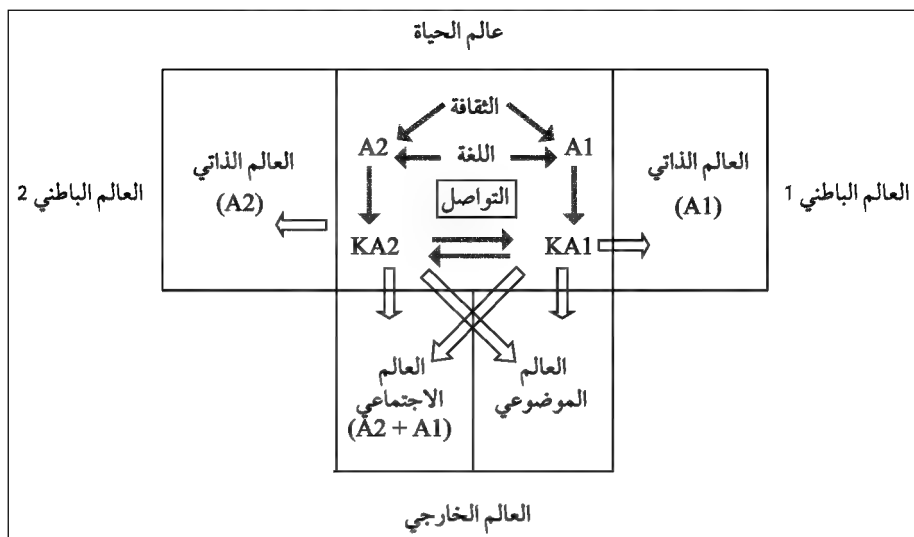 عالم الحياة
الثقافة
A1
اللغة
A2
العالم الذاتي
(A1)
العالم الباطني 1
العالم الذاتي
(A2)
العالم الباطني 2
التواصل
KA1
KA2
العالم
الموضوعي
العالم
الاجتماعي
(A2 + A1)
العالم الخارجي